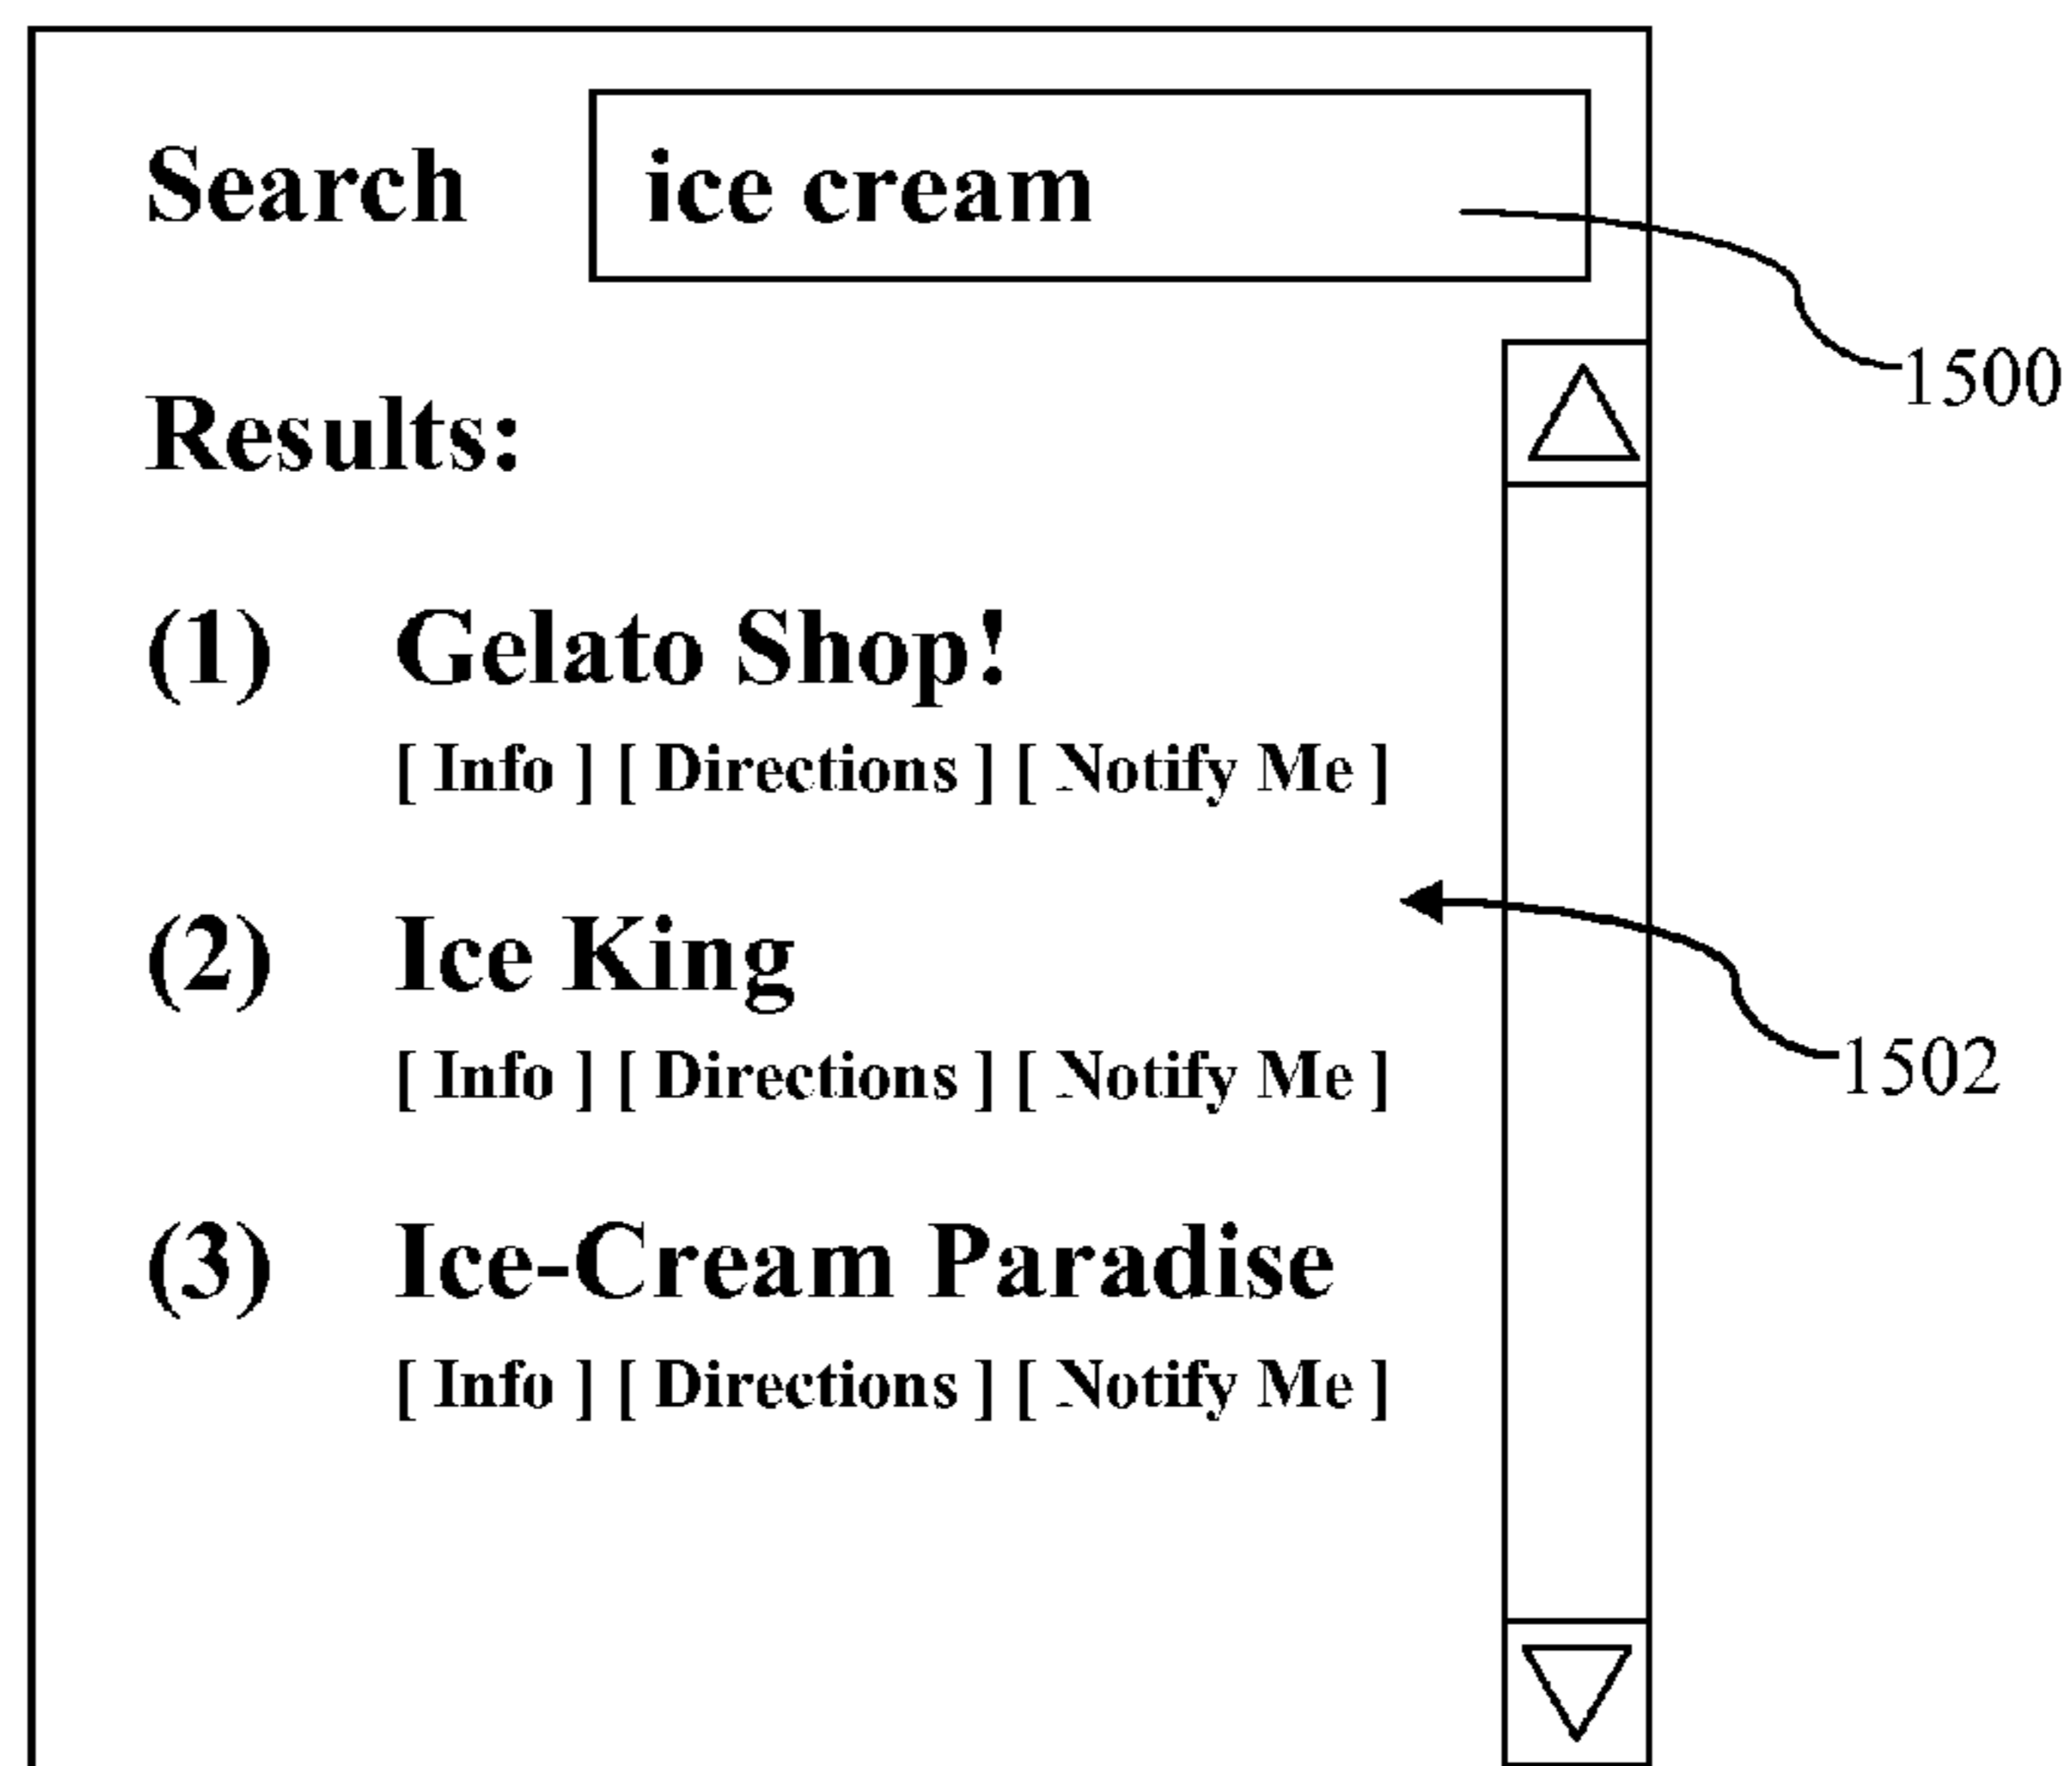 Search ice cream
1500
Results:
(1) Gelato Shop!
[ Info ] [ Directions ] [ Notify Me ]
(2) Ice King
[ Info ] [ Directions ] [ Notify Me ]
1502
(3) Ice-Cream Paradise
[ Info ] [ Directions ] [ Notify Me ]